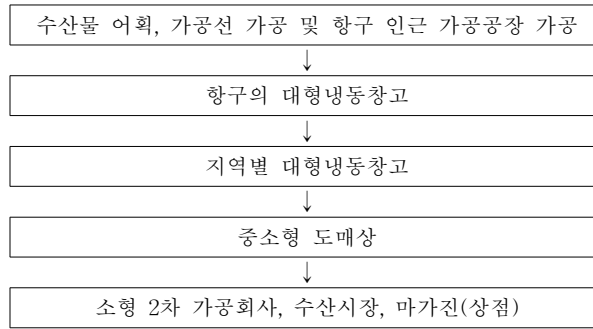 수산물 어획, 가공선 가공 및 항구 인근 가공공장 가공
↓
항구의 대형냉동창고
↓
지역별 대형냉동창고
↓
중소형 도매상
↓
소형 2차 가공회사, 수산시장, 마가진(상점)